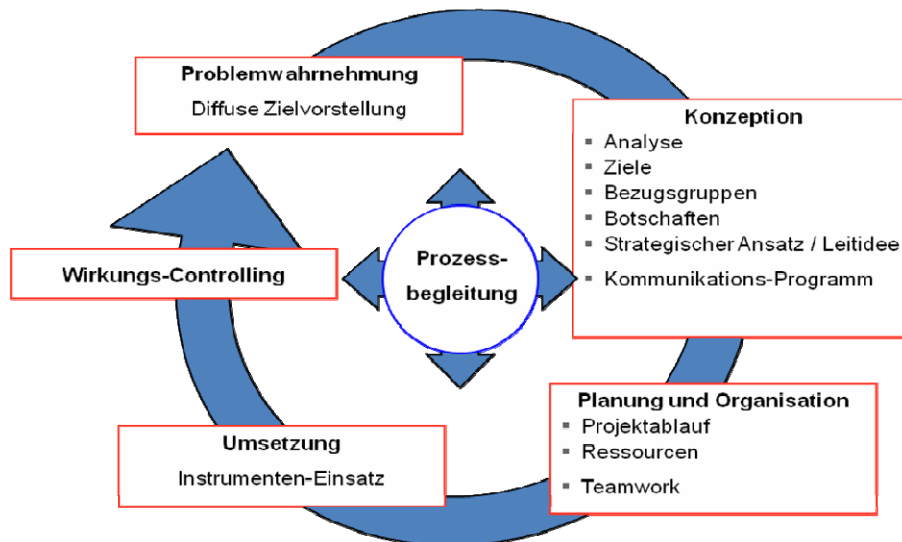 Problemwahrnehmung
Diffuse Zielvorstellung
Konzeption
▪ Analyse
▪ Ziele
▪ Bezugsgruppen
▪ Botschaften
▪ Strategischer Ansatz / Leitidee
▪ Kommunikations-Programm
Prozess-
begleitung
Wirkungs-Controlling
Planung und Organisation
▪ Projektablauf
▪ Ressourcen
▪ Teamwork
Umsetzung
Instrumenten-Einsatz